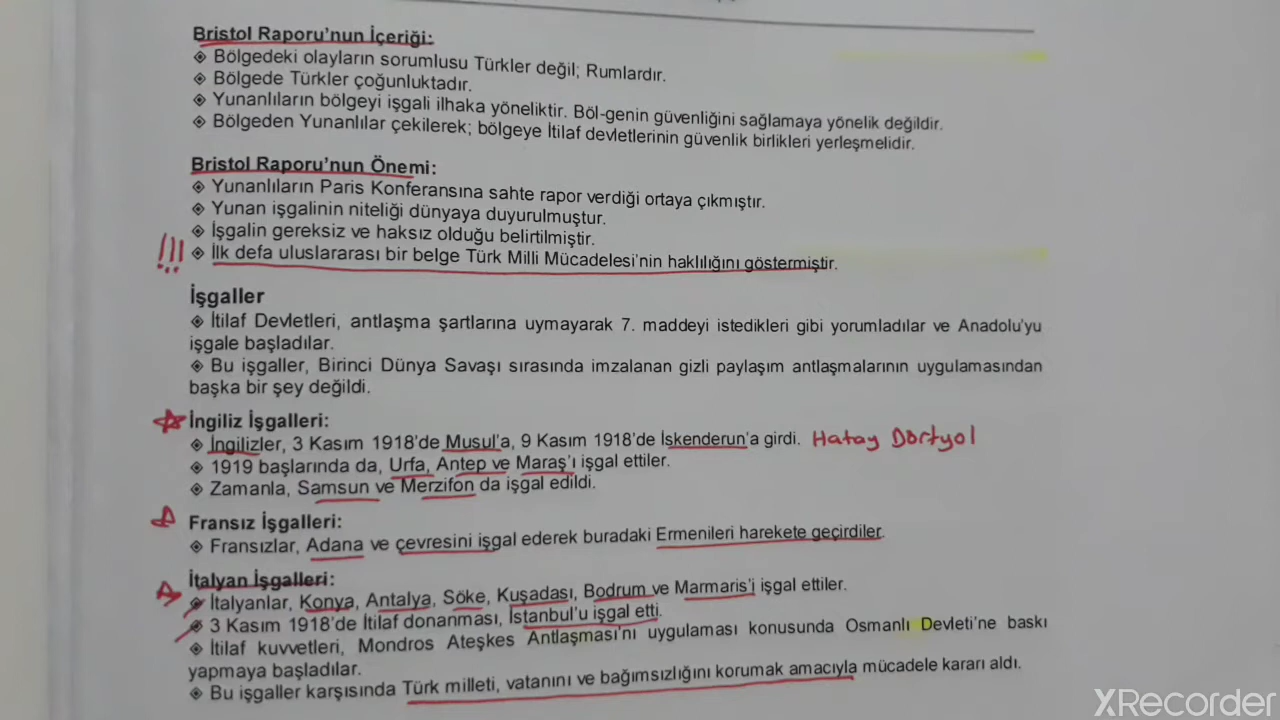 Bristol Raporu'nun İçeriği:
◈ Bölgedeki olayların sorumlusu Türkler değil; Rumlardır.
◈ Bölgede Türkler çoğunluktadır.
◈ Yunanlıların bölgeyi işgali ilhaka yöneliktir. Böl-genin güvenliğini sağlamaya yönelik değildir.
◈ Bölgeden Yunanlılar çekilerek; bölgeye İtilaf devletlerinin güvenlik birlikleri yerleşmelidir.
Bristol Raporu'nun Önemi:
◈ Yunanlıların Paris Konferansına sahte rapor verdiği ortaya çıkmıştır.
◈ Yunan işgalinin niteliği dünyaya duyurulmuştur.
◈ İşgalin gereksiz ve haksız olduğu belirtilmiştir.
!!! ◈ İlk defa uluslararası bir belge Türk Milli Mücadelesi'nin haklılığını göstermiştir.
İşgaller
◈ İtilaf Devletleri, antlaşma şartlarına uymayarak 7. maddeyi istedikleri gibi yorumladılar ve Anadolu'yu
işgale başladılar.
◈ Bu işgaller, Birinci Dünya Savaşı sırasında imzalanan gizli paylaşım antlaşmalarının uygulamasından
başka bir şey değildi.
İngiliz İşgalleri:
◈ İngilizler, 3 Kasım 1918'de Musul'a, 9 Kasım 1918'de İskenderun'a girdi. Hatay Dörtyol
◈ 1919 başlarında da, Urfa, Antep ve Maraş'ı işgal ettiler.
◈ Zamanla, Samsun ve Merzifon da işgal edildi.
Fransız İşgalleri:
◈ Fransızlar, Adana ve çevresini işgal ederek buradaki Ermenileri harekete geçirdiler.
İtalyan İşgalleri:
◈ İtalyanlar, Konya, Antalya, Söke, Kuşadası, Bodrum ve Marmaris'i işgal ettiler.
◈ 3 Kasım 1918'de İtilaf donanması, İstanbul'u işgal etti.
◈ İtilaf kuvvetleri, Mondros Ateşkes Antlaşması'nı uygulaması konusunda Osmanlı Devleti'ne baskı
yapmaya başladılar.
◈ Bu işgaller karşısında Türk milleti, vatanını ve bağımsızlığını korumak amacıyla mücadele kararı aldı.
XRecorder